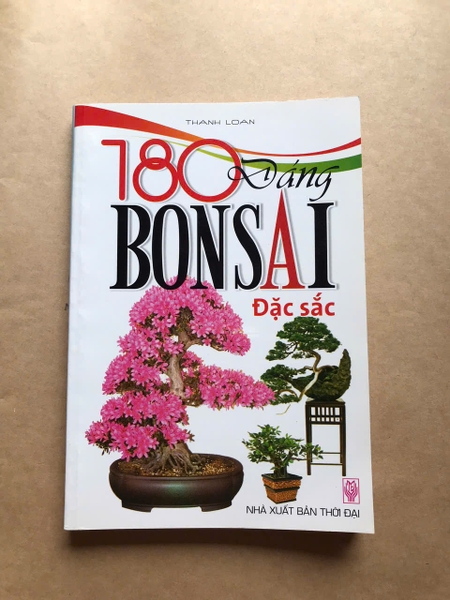 THANH LOAN
180 Dáng
BONSAI
Đặc sắc
NHÀ XUẤT BẢN THỜI ĐẠI